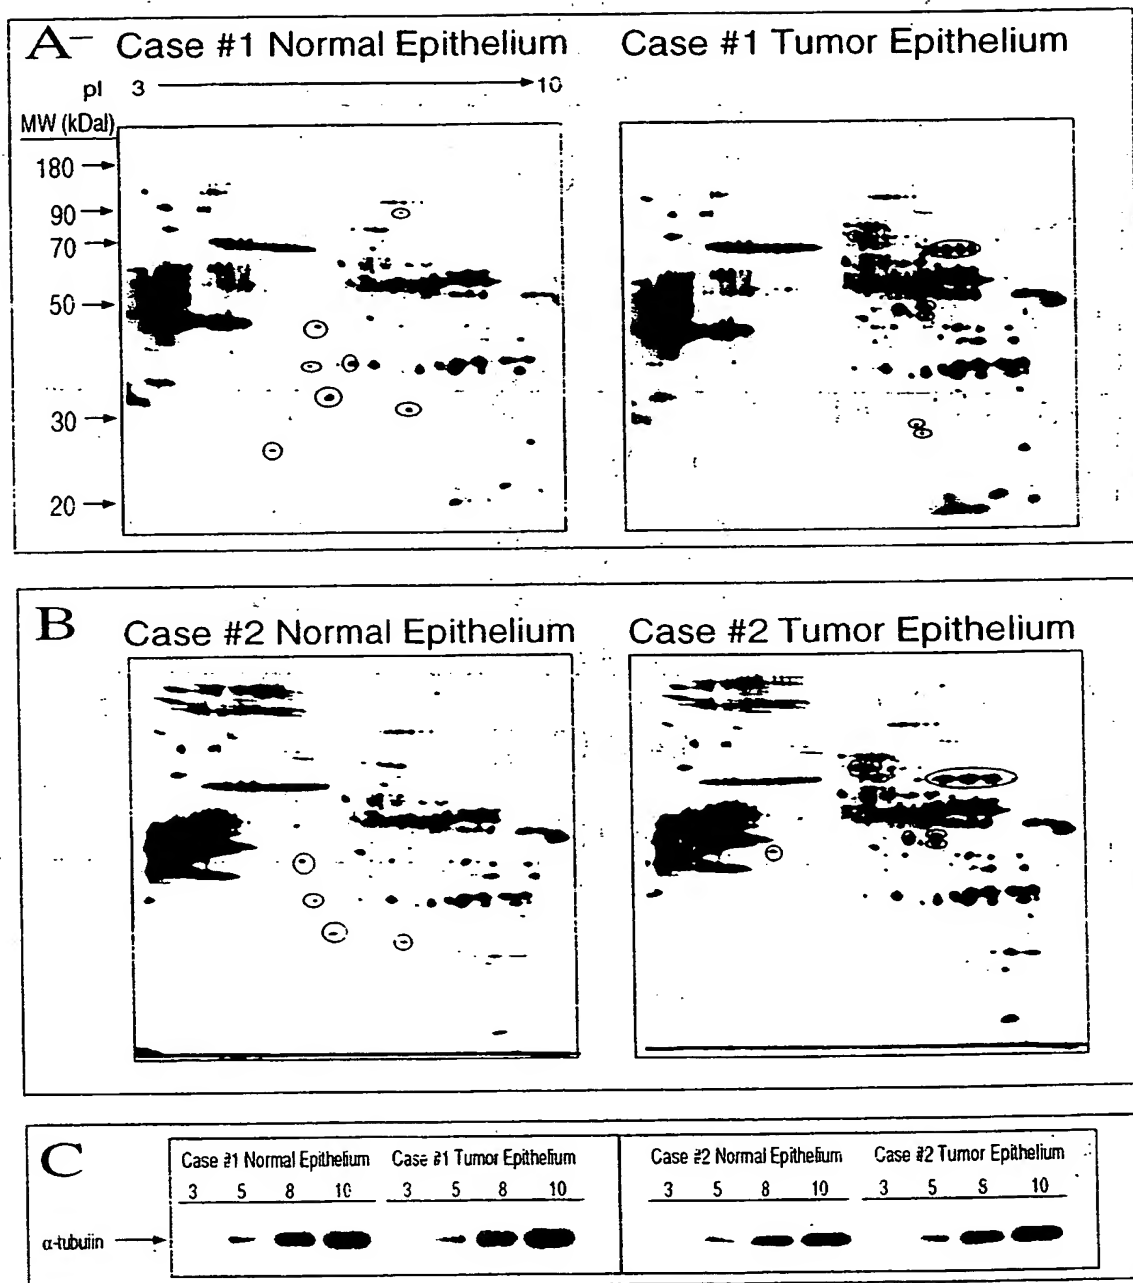 A
Case #1 Normal Epithelium
Case #1 Tumor Epithelium
pI 3 10
MW (kDal)
180
90
70
50
30
20
B
Case #2 Normal Epithelium
Case #2 Tumor Epithelium
C
Case #1 Normal Epithelium
Case #1 Tumor Epithelium
Case #2 Normal Epithelium
Case #2 Tumor Epithelium
3 5 8 10
3 5 8 10
3 5 8 10
3 5 8 10
α-tubulin